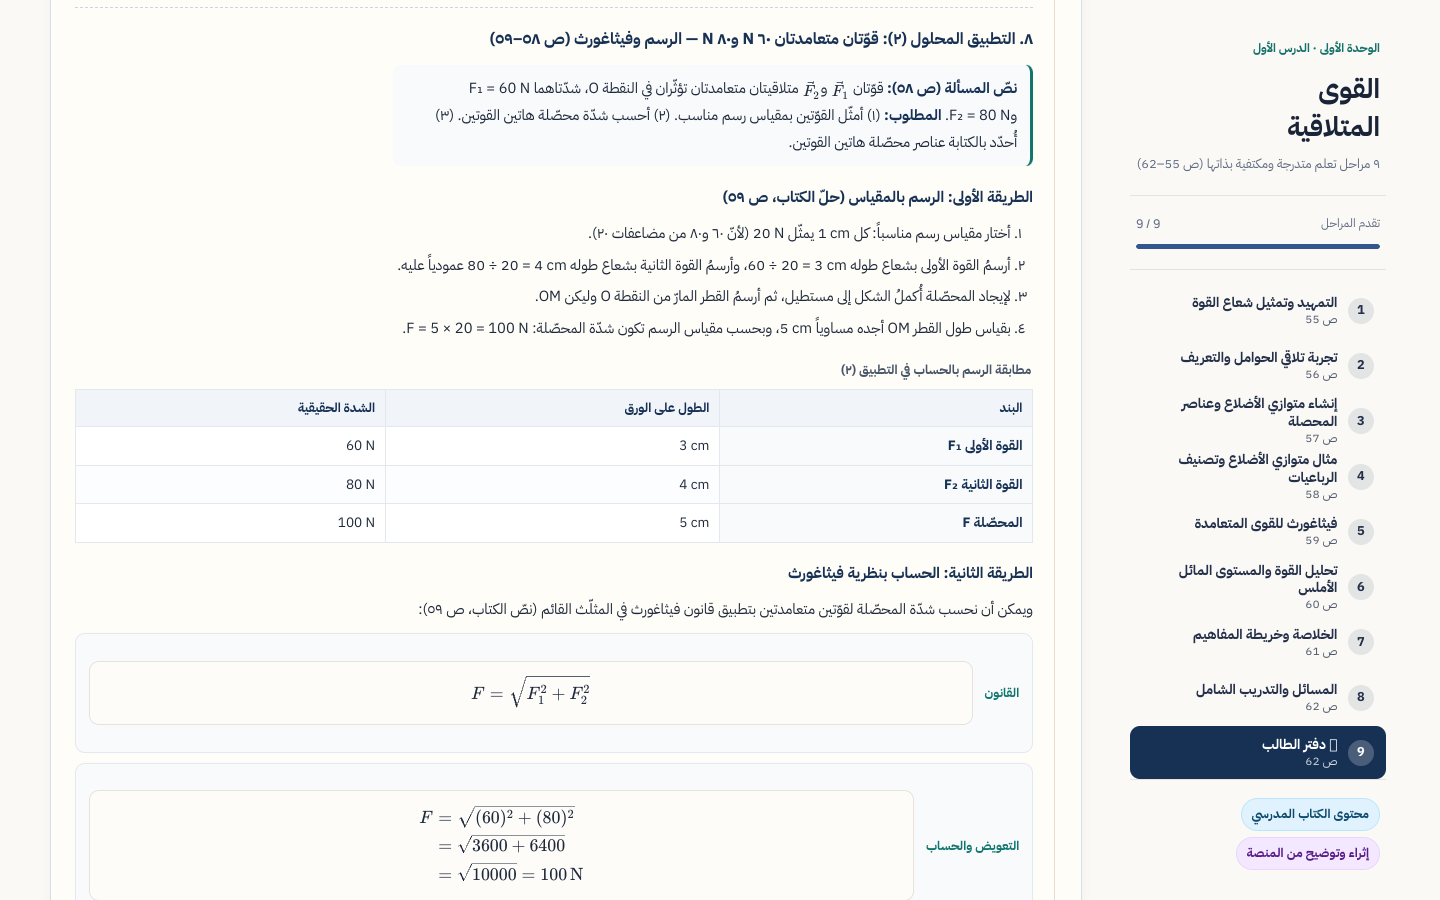 الوحدة الأولى · الدرس الأول
القوى
المتلاقية
٩ مراحل تعلم متدرجة ومكتفية بذاتها (ص 55–62)
تقدم المراحل
9 / 9
1
التمهيد وتمثيل شعاع القوة
ص 55
2
تجربة تلاقي الحوامل والتعريف
ص 56
3
إنشاء متوازي الأضلاع وعناصر
المحصلة
ص 57
4
مثال متوازي الأضلاع وتصنيف
الرباعيات
ص 58
5
فيثاغورث للقوى المتعامدة
ص 59
6
تحليل القوة والمستوى المائل
الأملس
ص 60
7
الخلاصة وخريطة المفاهيم
ص 61
8
المسائل والتدريب الشامل
ص 62
9
دفتر الطالب
ص 62
محتوى الكتاب المدرسي
إثراء وتوضيح من المنصة
٨. التطبيق المحلول (٢): قوّتان متعامدتان ٦٠ N و٨٠ N — الرسم وفيثاغورث (ص ٥٨–٥٩)
نصّ المسألة (ص ٥٨): قوّتان F⃗₁ وF⃗₂ متلاقيتان متعامدتان تؤثّران في النقطة O، شدّتاهما F₁ = 60 N
وF₂ = 80 N. المطلوب: (١) أمثّل القوّتين بمقياس رسم مناسب. (٢) أحسب شدّة محصّلة هاتين القوتين. (٣)
أُحدّد بالكتابة عناصر محصّلة هاتين القوتين.
الطريقة الأولى: الرسم بالمقياس (حلّ الكتاب، ص ٥٩)
١. أختار مقياس رسم مناسباً: كل 1 cm يمثّل 20 N (لأنّ ٦٠ و٨٠ من مضاعفات ٢٠).
٢. أرسمُ القوة الأولى بشعاع طوله 60 ÷ 20 = 3 cm، وأرسمُ القوة الثانية بشعاع طوله 80 ÷ 20 = 4 cm عمودياً عليه.
٣. لإيجاد المحصّلة أُكملُ الشكل إلى مستطيل، ثم أرسمُ القطر المارّ من النقطة O وليكن OM.
٤. بقياس طول القطر OM أجده مساوياً 5 cm، وبحسب مقياس الرسم تكون شدّة المحصّلة: F = 5 × 20 = 100 N.
مطابقة الرسم بالحساب في التطبيق (٢)
البند	الطول على الورق	الشدة الحقيقية
القوة الأولى F₁	3 cm	60 N
القوة الثانية F₂	4 cm	80 N
المحصّلة F	5 cm	100 N
الطريقة الثانية: الحساب بنظرية فيثاغورث
ويمكن أن نحسب شدّة المحصّلة لقوّتين متعامدتين بتطبيق قانون فيثاغورث في المثلّث القائم (نصّ الكتاب، ص ٥٩):
القانون
F = √(F₁² + F₂²)
التعويض والحساب
F = √((60)² + (80)²)
= √(3600 + 6400)
= √10000 = 100 N